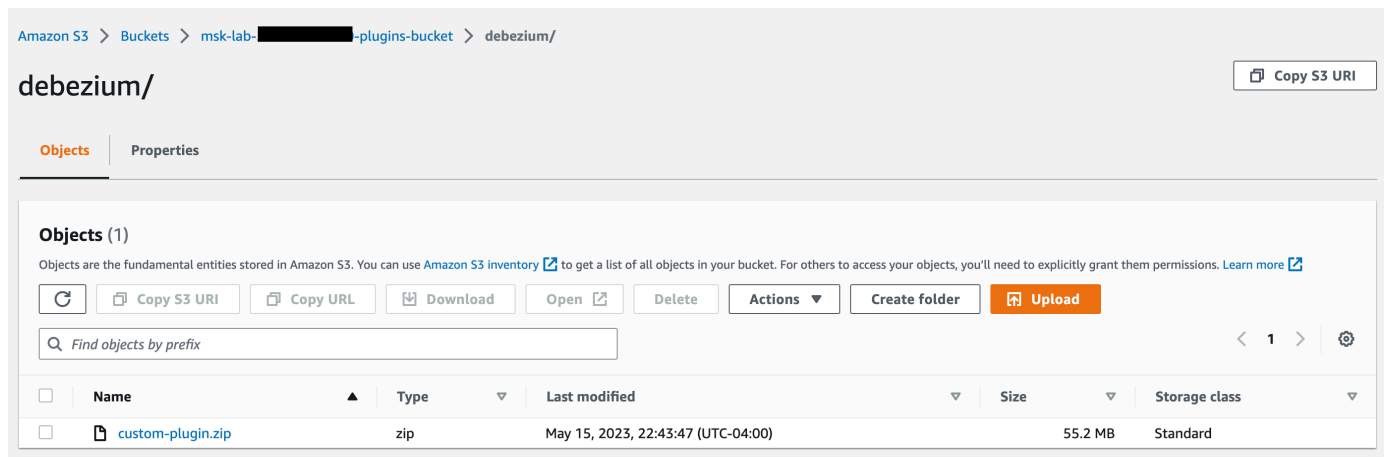 Amazon S3 > Buckets > msk-lab- -plugins-bucket > debezium/
debezium/
Copy S3 URI
Objects
Properties
Objects (1)
Objects are the fundamental entities stored in Amazon S3. You can use Amazon S3 inventory to get a list of all objects in your bucket. For others to access your objects, you’ll need to explicitly grant them permissions. Learn more
Copy S3 URI Copy URL Download Open Delete Actions Create folder Upload
Find objects by prefix
1
Name Type Last modified Size Storage class
custom-plugin.zip zip May 15, 2023, 22:43:47 (UTC-04:00) 55.2 MB Standard